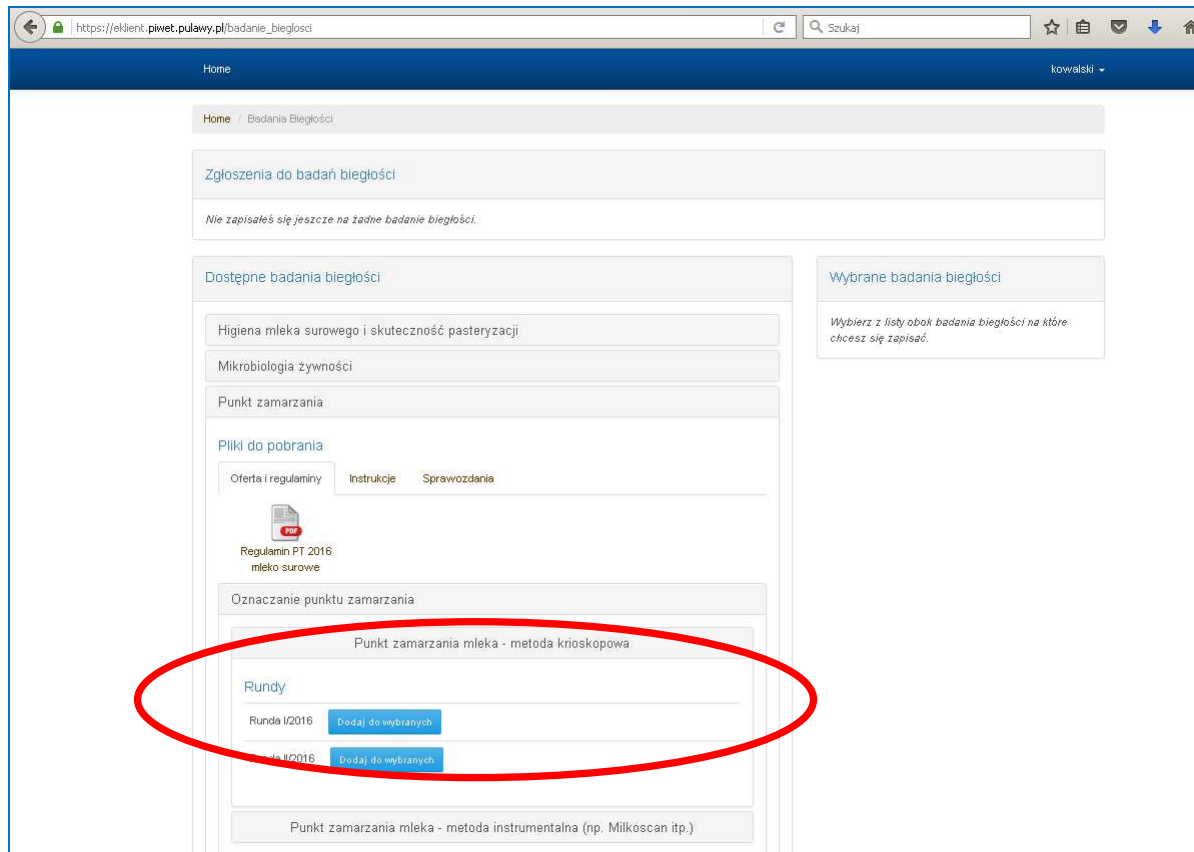 https://eklient.piwet.pulawy.pl/badanie_bieglosci
Szukaj
Home
kowalski
Home / Badania Biegłości
Zgłoszenia do badań biegłości
Nie zapisałeś się jeszcze na żadne badanie biegłości.
Dostępne badania biegłości
Wybrane badania biegłości
Higiena mleka surowego i skuteczność pasteryzacji
Wybierz z listy obok badania biegłości na które
chcesz się zapisać.
Mikrobiologia żywności
Punkt zamarzania
Pliki do pobrania
Oferta i regulaminy Instrukcje Sprawozdania
PDF
Regulamin PT 2016
mleko surowe
Oznaczanie punktu zamarzania
Punkt zamarzania mleka - metoda krioskopowa
Rundy
Runda I/2016 Dodaj do wybranych
Runda II/2016 Dodaj do wybranych
Punkt zamarzania mleka - metoda instrumentalna (np. Milkoscan itp.)